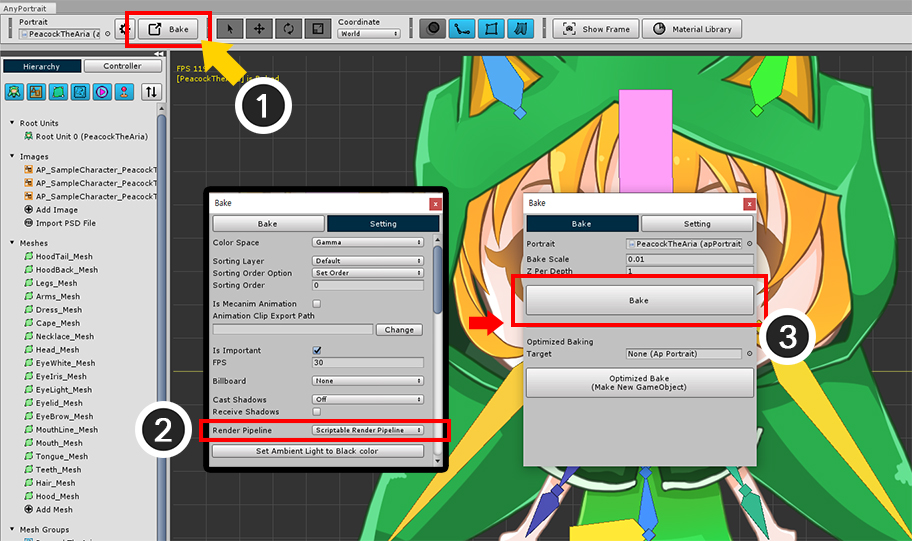 AnyPortrait
Portrait
PeacockTheAria (a
Bake
Coordinate
World
Show Frame
Material Library
Hierarchy
Controller
FPS 119
[PeacockTheAria] is Baked
1
Root Units
Root Unit 0 (PeacockTheAria)
Images
AP_SampleCharacter_PeacockT
AP_SampleCharacter_PeacockT
AP_SampleCharacter_PeacockT
Add Image
Import PSD File
Meshes
HoodTail_Mesh
HoodBack_Mesh
Legs_Mesh
Arms_Mesh
Dress_Mesh
Cape_Mesh
Necklace_Mesh
Head_Mesh
EyeWhite_Mesh
EyeIris_Mesh
EyeLight_Mesh
Eyelid_Mesh
EyeBrow_Mesh
MouthLine_Mesh
Mouth_Mesh
Tongue_Mesh
Teeth_Mesh
Hair_Mesh
Hood_Mesh
Add Mesh
Mesh Groups
Bake
x
Bake
Setting
Color Space
Gamma
Sorting Layer
Default
Sorting Order Option
Set Order
Sorting Order
0
Is Mecanim Animation
Animation Clip Export Path
Change
Is Important
FPS
30
Billboard
None
Cast Shadows
Off
Receive Shadows
2
Render Pipeline
Scriptable Render Pipeline
Set Ambient Light to Black color
Bake
x
Bake
Setting
Portrait
PeacockTheAria (apPortrait
Bake Scale
0.01
Z Per Depth
1
Bake
3
Optimized Baking
Target
None (Ap Portrait)
Optimized Bake
(Make New GameObject)